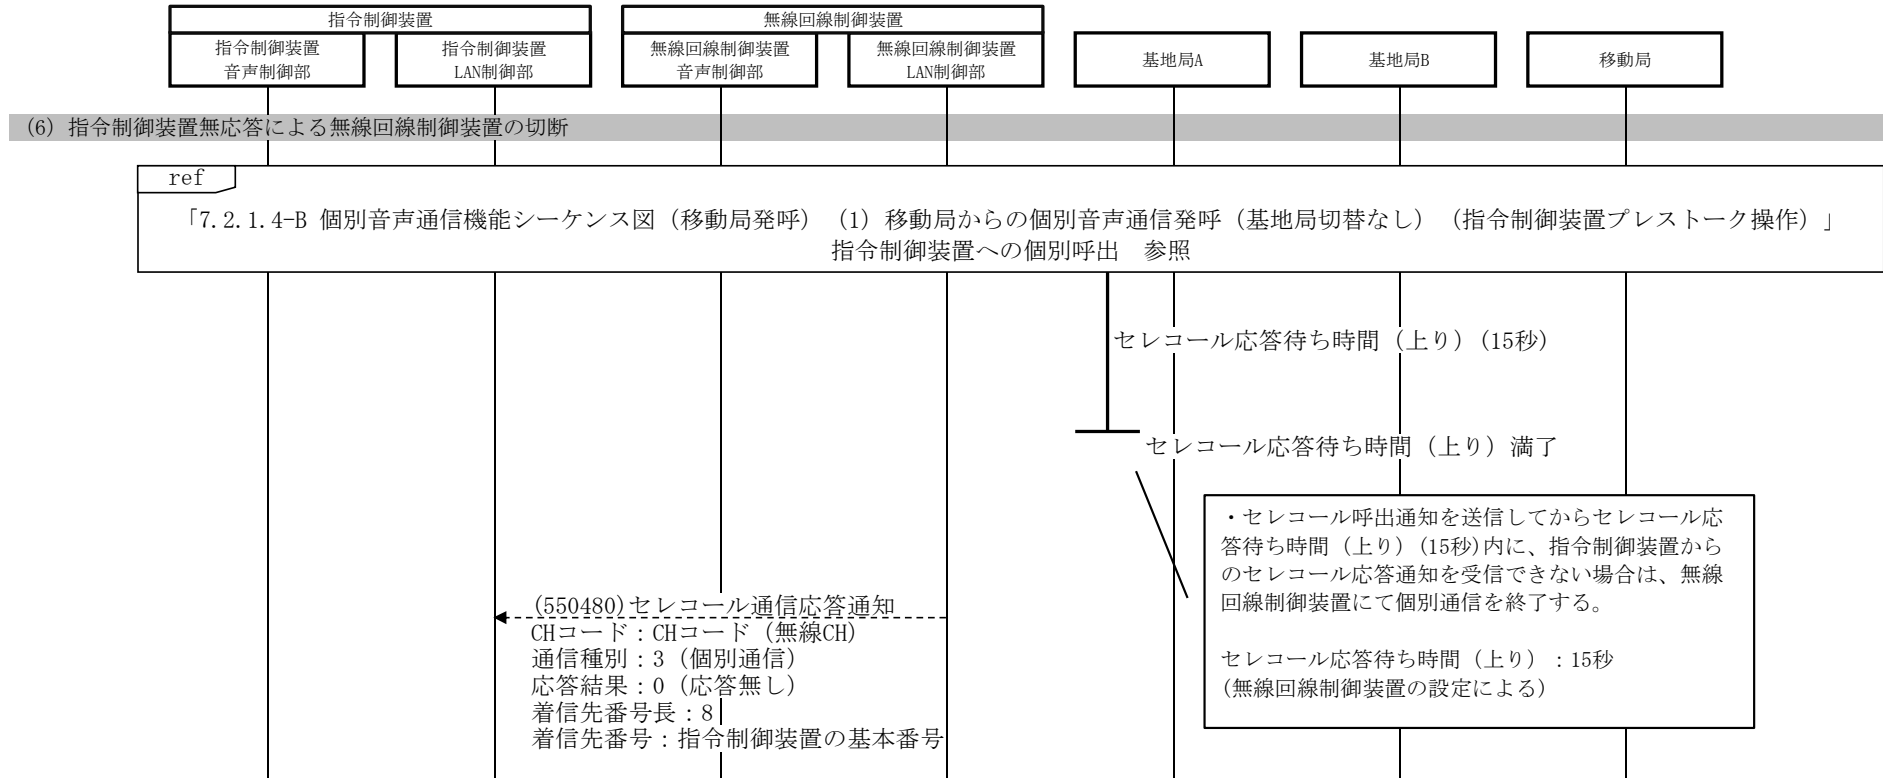 指令制御装置
無線回線制御装置
指令制御装置
音声制御部
指令制御装置
LAN制御部
無線回線制御装置
音声制御部
無線回線制御装置
LAN制御部
基地局A
基地局B
移動局
(6) 指令制御装置無応答による無線回線制御装置の切断
ref
「7.2.1.4-B 個別音声通信機能シーケンス図（移動局発呼）（1）移動局からの個別音声通信発呼（基地局切替なし）（指令制御装置プレストーク操作）」
指令制御装置への個別呼出　参照
セレコール応答待ち時間（上り）(15秒)
セレコール応答待ち時間（上り）満了
・セレコール呼出通知を送信してからセレコール応
答待ち時間（上り）(15秒)内に、指令制御装置から
のセレコール応答通知を受信できない場合は、無線
回線制御装置にて個別通信を終了する。
セレコール応答待ち時間（上り）：15秒
(無線回線制御装置の設定による)
(550480)セレコール通信応答通知
CHコード：CHコード（無線CH)
通信種別：3（個別通信）
応答結果：0（応答無し）
着信先番号長：8
着信先番号：指令制御装置の基本番号